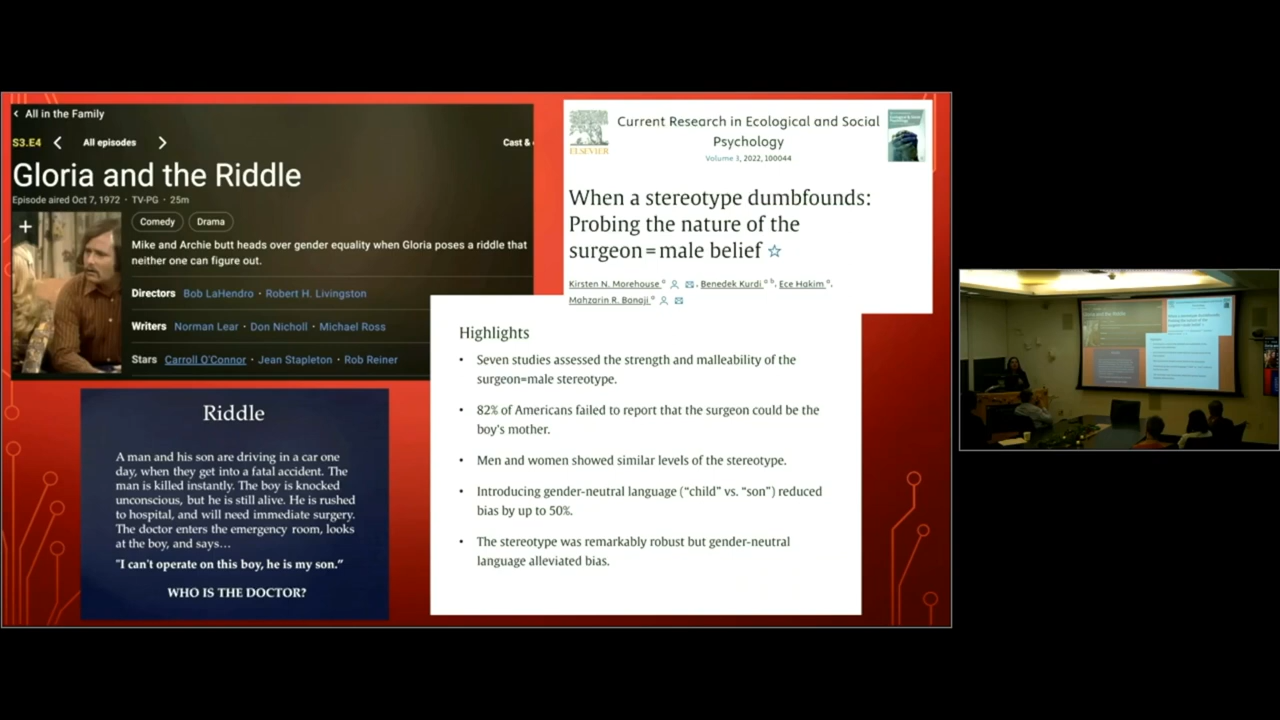 < All in the Family
S3.E4 < All episodes > Cast &
Gloria and the Riddle
Episode aired Oct 7, 1972 · TV-PG · 25m
+
Comedy Drama
Mike and Archie butt heads over gender equality when Gloria poses a riddle that
neither one can figure out.
Directors Bob LaHendro · Robert H. Livingston
Writers Norman Lear · Don Nicholl · Michael Ross
Stars Carroll O'Connor · Jean Stapleton · Rob Reiner
Riddle
A man and his son are driving in a car one
day, when they get into a fatal accident. The
man is killed instantly. The boy is knocked
unconscious, but he is still alive. He is rushed
to hospital, and will need immediate surgery.
The doctor enters the emergency room, looks
at the boy, and says...
"I can't operate on this boy, he is my son."
WHO IS THE DOCTOR?
ELSEVIER
Current Research in Ecological and Social
Psychology
Volume 3, 2022, 100044
When a stereotype dumbfounds:
Probing the nature of the
surgeon=male belief ☆
Kirsten N. Morehouse a, Benedek Kurdi a b, Ece Hakim a,
Mahzarin R. Banaji a
Highlights
• Seven studies assessed the strength and malleability of the
surgeon=male stereotype.
• 82% of Americans failed to report that the surgeon could be the
boy's mother.
• Men and women showed similar levels of the stereotype.
• Introducing gender-neutral language ("child" vs. "son") reduced
bias by up to 50%.
• The stereotype was remarkably robust but gender-neutral
language alleviated bias.